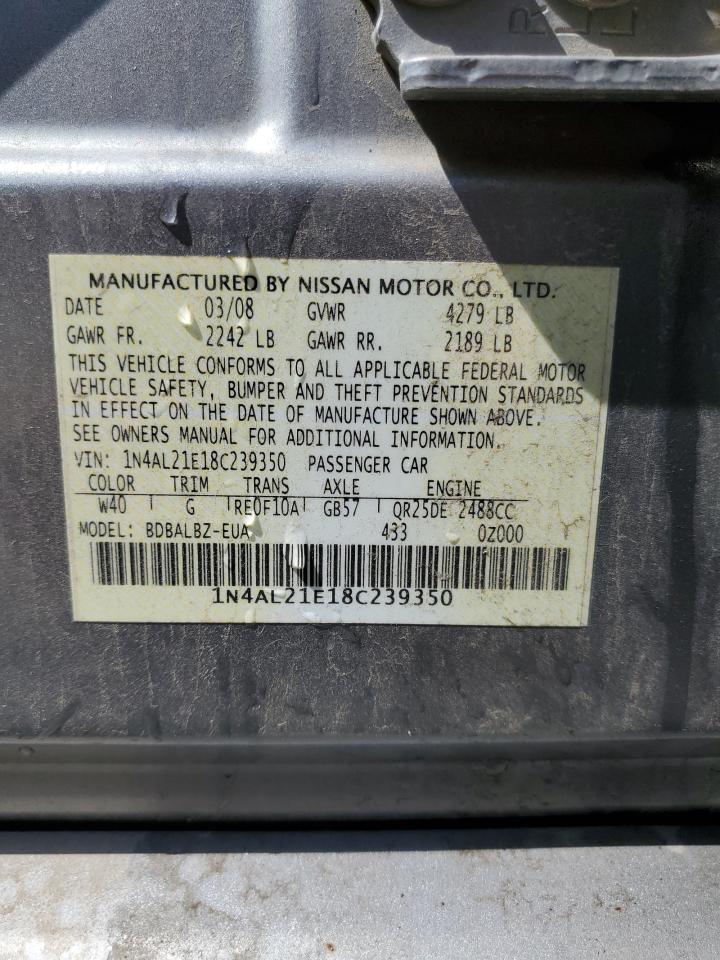 MANUFACTURED BY NISSAN MOTOR CO., LTD.
DATE 03/08 GVWR 4279 LB
GAWR FR. 2242 LB GAWR RR. 2189 LB
THIS VEHICLE CONFORMS TO ALL APPLICABLE FEDERAL MOTOR
VEHICLE SAFETY, BUMPER AND THEFT PREVENTION STANDARDS
IN EFFECT ON THE DATE OF MANUFACTURE SHOWN ABOVE.
SEE OWNERS MANUAL FOR ADDITIONAL INFORMATION.
VIN: 1N4AL21E18C239350 PASSENGER CAR
COLOR TRIM TRANS AXLE ENGINE
W40 G RE0F10A GB57 QR25DE 2488CC
MODEL: BDBALBZ-EUA 433 0Z000
1N4AL21E18C239350